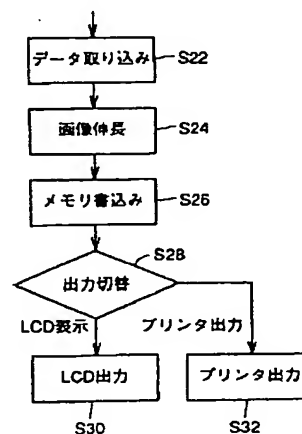 データ取り込み
S22
画像伸長
S24
メモリ書込み
S26
S28
出力切替
LCD表示
プリンタ出力
LCD出力
プリンタ出力
S30
S32